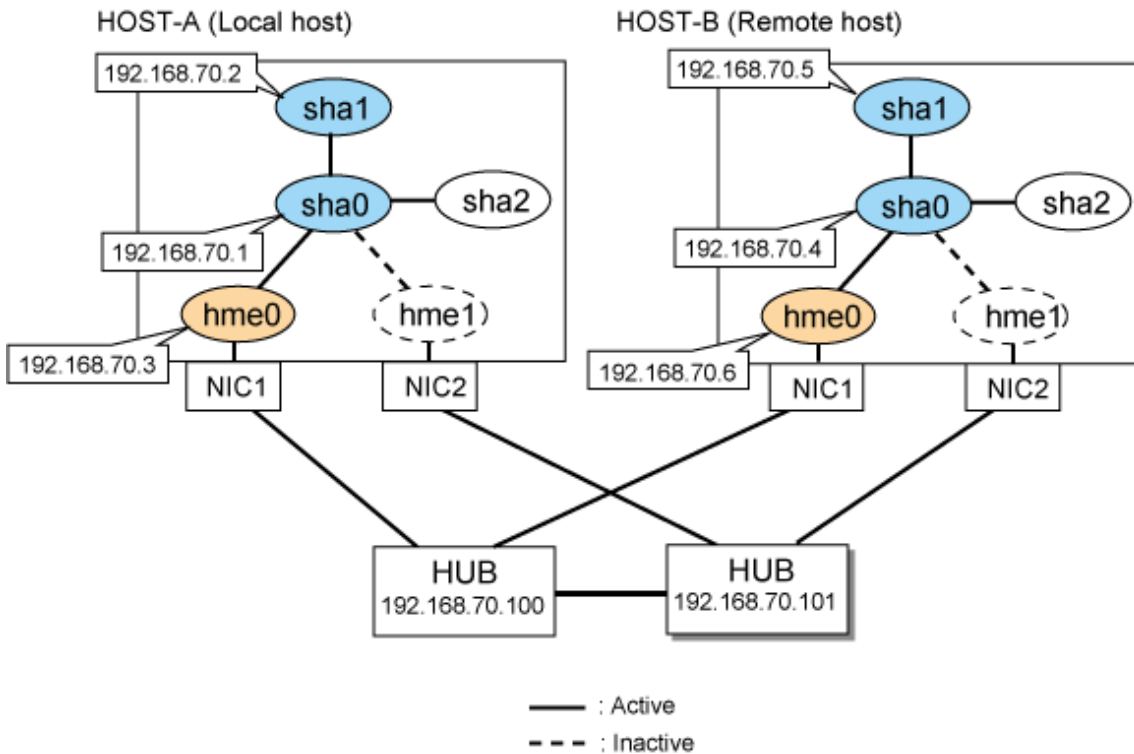 HOST-A (Local host)
HOST-B (Remote host)
192.168.70.2
192.168.70.5
sha1
sha1
sha0
sha2
sha0
sha2
192.168.70.1
192.168.70.4
hme0
hme1
hme0
hme1
192.168.70.3
192.168.70.6
NIC1
NIC2
NIC1
NIC2
HUB
192.168.70.100
HUB
192.168.70.101
: Active
: Inactive